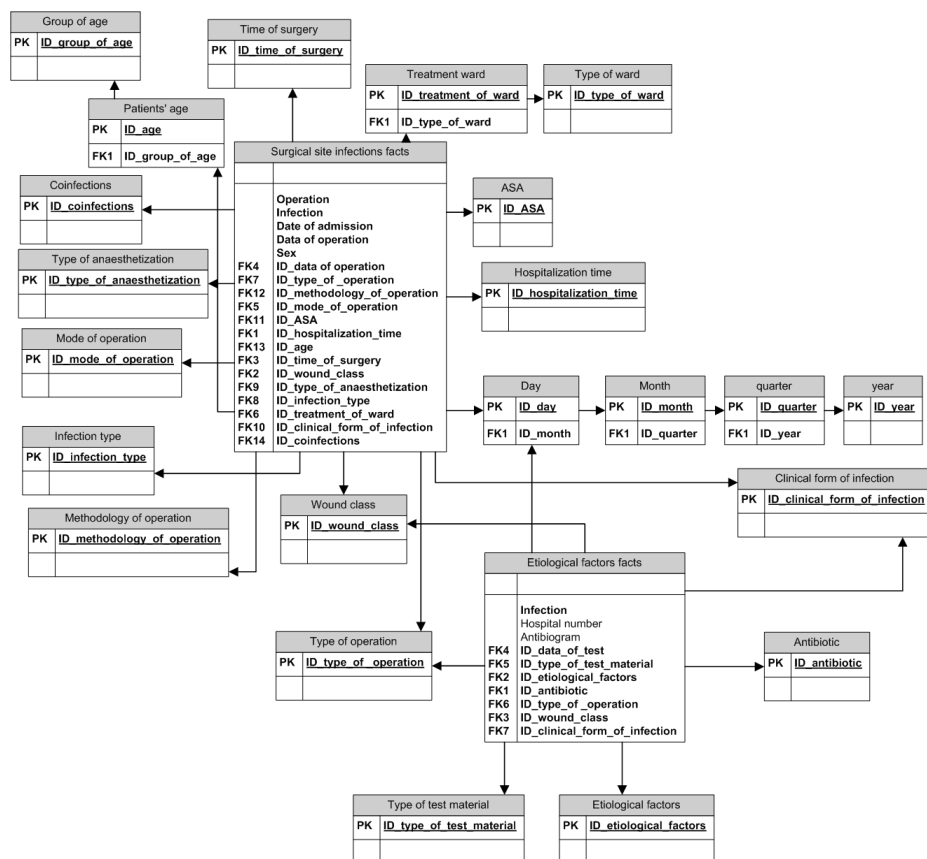 Group of age
PK ID_group_of_age
Time of surgery
PK ID_time_of_surgery
Treatment ward
PK ID_treatment_of_ward
FK1 ID_type_of_ward
Type of ward
PK ID_type_of_ward
Patients' age
PK ID_age
FK1 ID_group_of_age
Surgical site infections facts
Operation
Infection
Date of admission
Data of operation
Sex
FK4 ID_data of operation
FK7 ID_type_of _operation
FK12 ID_methodology_of_operation
FK5 ID_mode_of_operation
FK11 ID_ASA
FK1 ID_hospitalization_time
FK13 ID_age
FK3 ID_time_of_surgery
FK2 ID_wound_class
FK9 ID_type_of_anaesthetization
FK8 ID_infection_type
FK6 ID_treatment_of_ward
FK10 ID_clinical_form_of_infection
FK14 ID_coinfections
Coinfections
PK ID_coinfections
ASA
PK ID_ASA
Type of anaesthetization
PK ID_type_of_anaesthetization
Hospitalization time
PK ID_hospitalization_time
Mode of operation
PK ID_mode_of_operation
Day
PK ID_day
FK1 ID_month
Month
PK ID_month
FK1 ID_quarter
quarter
PK ID_quarter
FK1 ID_year
year
PK ID_year
Infection type
PK ID_infection_type
Clinical form of infection
PK ID_clinical_form_of_infection
Wound class
PK ID_wound_class
Methodology of operation
PK ID_methodology_of_operation
Etiological factors facts
Infection
Hospital number
Antibiogram
FK4 ID_data_of_test
FK5 ID_type_of_test_material
FK2 ID_etiological_factors
FK1 ID_antibiotic
FK6 ID_type_of _operation
FK3 ID_wound_class
FK7 ID_clinical_form_of_infection
Type of operation
PK ID_type_of _operation
Antibiotic
PK ID_antibiotic
Type of test material
PK ID_type_of_test_material
Etiological factors
PK ID_etiological_factors